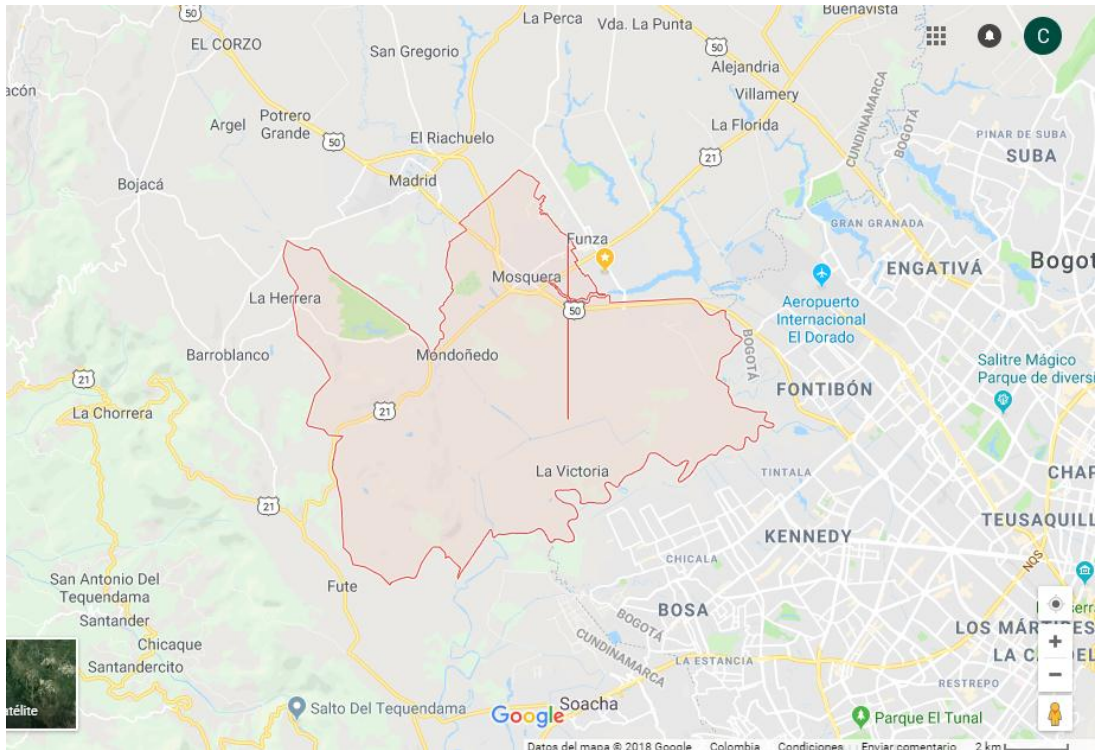 Buenavista
50
La Perca
Vda. La Punta
EL CORZO
San Gregorio
50
C
acón
Alejandria
Villamery
Potrero
Grande
Argel
El Riachuelo
La Florida
CUNDINAMARCA
BOGOTÁ
PINAR DE SUBA
SUBA
50
21
Bojacá
Madrid
GRAN GRANADA
Funza
ENGATIVÁ
Bogot
Mosquera
La Herrera
50
Aeropuerto
Internacional
El Dorado
Barroblanco
Mondoñedo
BOGOTÁ
Salitre Mágico
Parque de diversi
21
FONTIBÓN
La Chorrera
21
La Victoria
TINTALA
CHAP
21
TEUSAQUILL
KENNEDY
CHICALA
NQS
San Antonio Del
Tequendama
Fute
Santander
BOSA
BOGOTÁ
CUNDINAMARCA
LOS MÁRTIRES
Chicaque
Santandercito
LA ESTANCIA
RESTREPO
Salto Del Tequendama
Google
Soacha
Parque El Tunal
atélite
Datos del mapa © 2018 Google Colombia Condiciones Enviar comentario 2 km